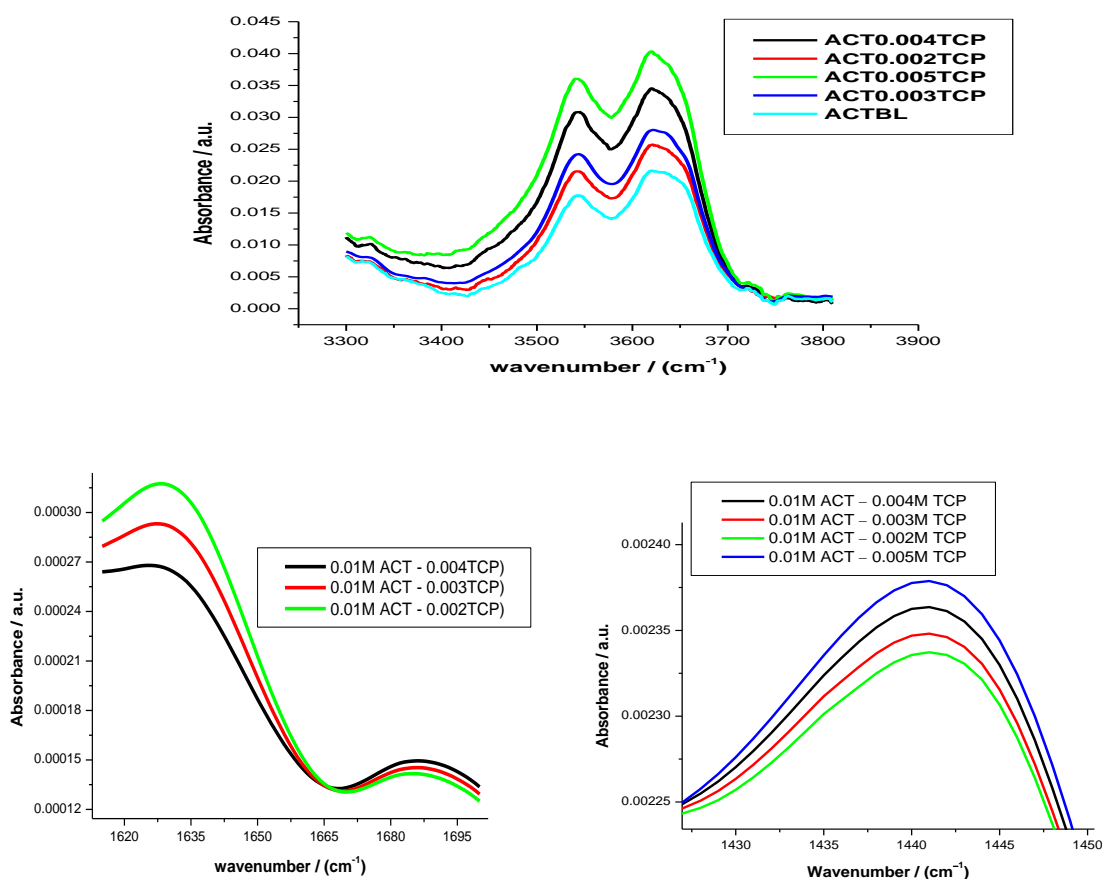 0.045
0.040
0.035
0.030
0.025
0.020
0.015
0.010
0.005
0.000
Absorbance / a.u.
3300 3400 3500 3600 3700 3800 3900
wavenumber / (cm⁻¹)
ACT0.004TCP
ACT0.002TCP
ACT0.005TCP
ACT0.003TCP
ACTBL
0.00030
0.00027
0.00024
0.00021
0.00018
0.00015
0.00012
Absorbance / a.u.
1620 1635 1650 1665 1680 1695
wavenumber / (cm⁻¹)
0.01M ACT - 0.004TCP)
0.01M ACT - 0.003TCP)
0.01M ACT - 0.002TCP)
0.01M ACT – 0.004M TCP
0.01M ACT – 0.003M TCP
0.01M ACT – 0.002M TCP
0.01M ACT – 0.005M TCP
0.00240
0.00235
0.00230
0.00225
Absorbance / a.u.
1430 1435 1440 1445 1450
Wavenumber / (cm⁻¹)